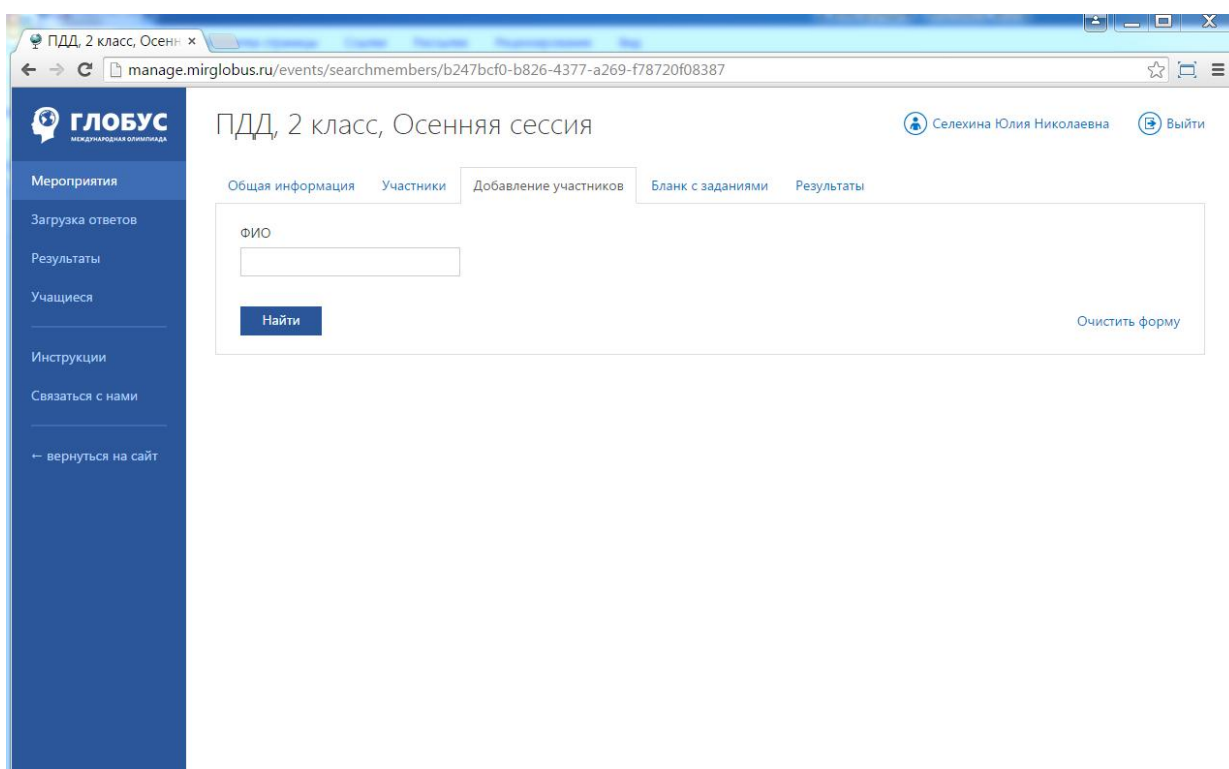 ПДД, 2 класс, Осенн
manage.mirglobus.ru/events/searchmembers/b247bcf0-b826-4377-a269-f78720f08387
ГЛОБУС
МЕЖДУНАРОДНАЯ ОЛИМПИАДА
ПДД, 2 класс, Осенняя сессия
Селехина Юлия Николаевна
Выйти
Мероприятия
Загрузка ответов
Результаты
Учащиеся
Инструкции
Связаться с нами
← вернуться на сайт
Общая информация Участники Добавление участников Бланк с заданиями Результаты
ФИО
Найти
Очистить форму